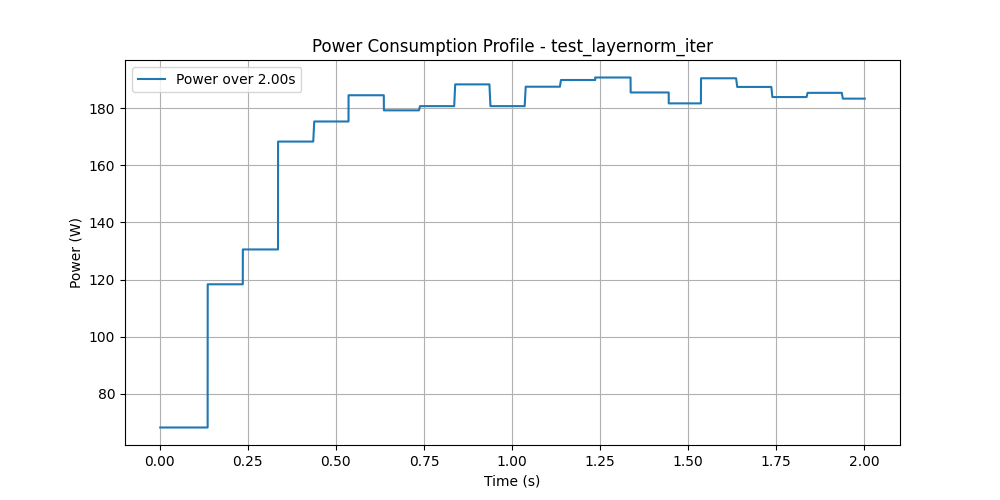 Power Consumption Profile - test_layernorm_iter
Power over 2.00s
Power (W)
180
160
140
120
100
80
0.00 0.25 0.50 0.75 1.00 1.25 1.50 1.75 2.00
Time (s)